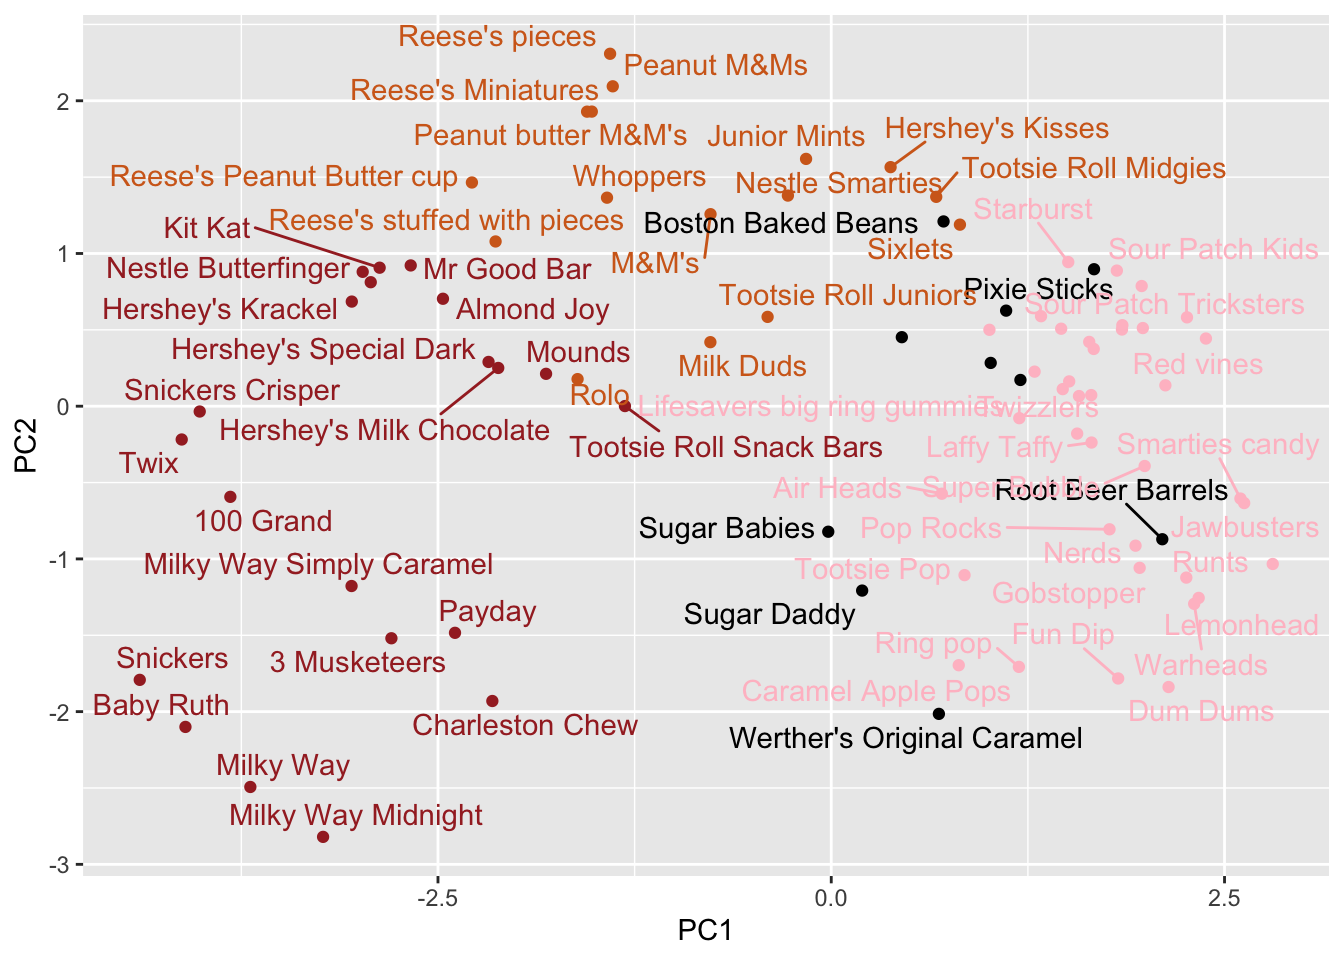 Reese's pieces
Peanut M&Ms
Reese's Miniatures
2
Peanut butter M&M's
Junior Mints
Hershey's Kisses
Tootsie Roll Midgies
Reese's Peanut Butter cup
Whoppers
Nestle Smarties
Starburst
Reese's stuffed with pieces
Boston Baked Beans
Kit Kat
1
Sixlets
Sour Patch Kids
M&M's
Nestle Butterfinger
Mr Good Bar
Pixie Sticks
Tootsie Roll Juniors
Sour Patch Tricksters
Hershey's Krackel
Almond Joy
Hershey's Special Dark
Mounds
Milk Duds
Red vines
Snickers Crisper
Rolo
0
Lifesavers big ring gummies
Twizzlers
Hershey's Milk Chocolate
Tootsie Roll Snack Bars
Laffy Taffy
Smarties candy
PC2
Twix
Air Heads
Super Bubble
Root Beer Barrels
100 Grand
Sugar Babies
Pop Rocks
Jawbusters
-1
Nerds
Runts
Milky Way Simply Caramel
Tootsie Pop
Gobstopper
Payday
Sugar Daddy
Lemonhead
Ring pop
Fun Dip
Snickers
3 Musketeers
Warheads
Caramel Apple Pops
Baby Ruth
-2
Dum Dums
Charleston Chew
Werther's Original Caramel
Milky Way
Milky Way Midnight
-3
-2.5
0.0
2.5
PC1